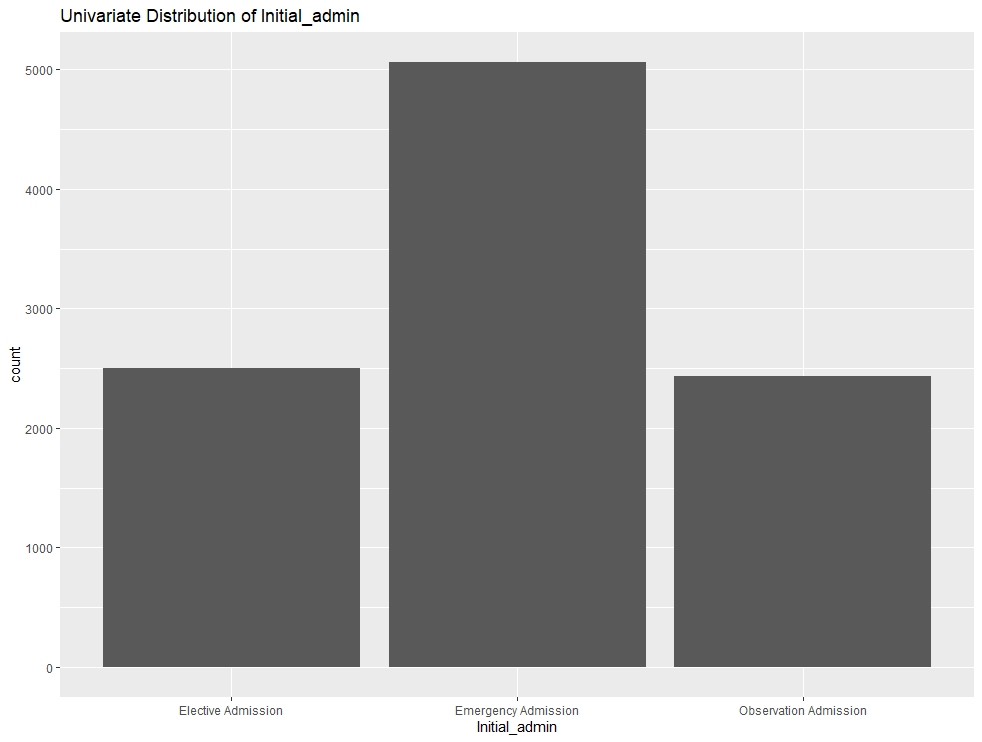 Univariate Distribution of Initial_admin
5000
4000
3000
2000
1000
0
count
Elective Admission
Emergency Admission
Observation Admission
Initial_admin